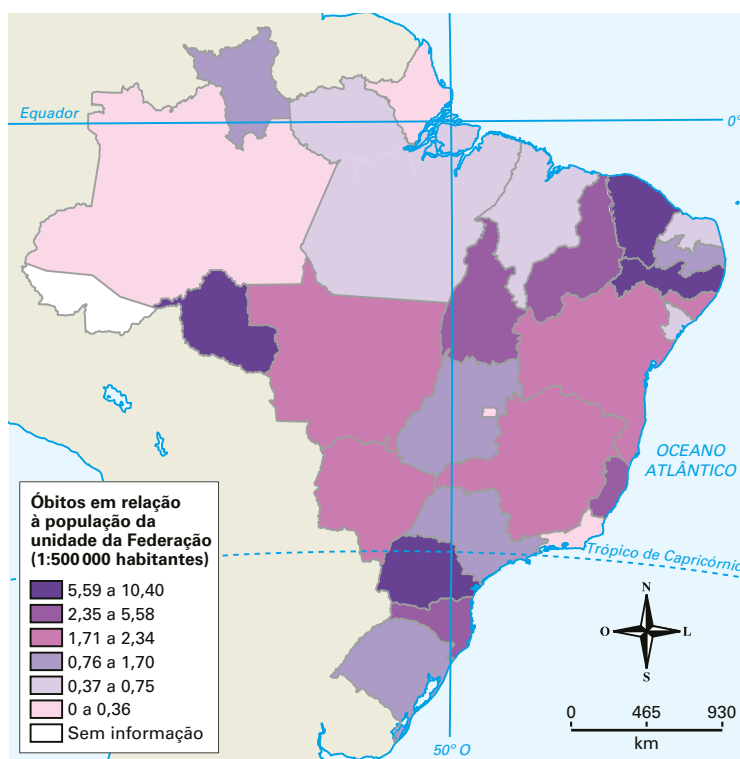 Equador
0°
OCEANO
ATLÂNTICO
Óbitos em relação
à população da
unidade da Federação
(1:500 000 habitantes)
5,59 a 10,40
2,35 a 5,58
1,71 a 2,34
0,76 a 1,70
0,37 a 0,75
0 a 0,36
Sem informação
Trópico de Capricórnio
N
O
L
S
0 465 930
km
50° O